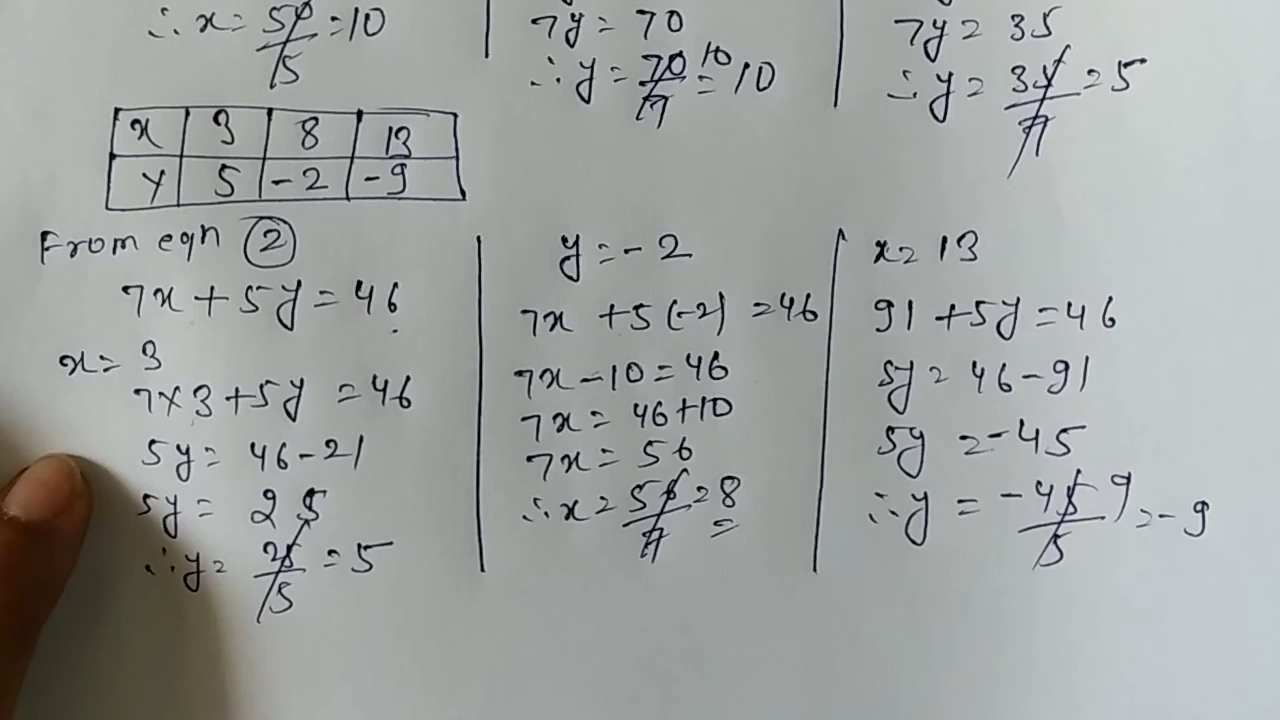 ∴ x = 50/5 = 10
7y = 70
∴ y = 70/7 = 10 10
7y = 35
∴ y = 35/7 = 5
x 3 8 13
y 5 -2 -9
From eqn ②
7x + 5y = 46
x = 3
7×3 + 5y = 46
5y = 46 - 21
5y = 25
∴ y = 25/5 = 5
y = -2
7x + 5(-2) = 46
7x - 10 = 46
7x = 46 + 10
7x = 56
∴ x = 56/7 = 8
x = 13
91 + 5y = 46
5y = 46 - 91
5y = -45
∴ y = -45/5 9 = -9